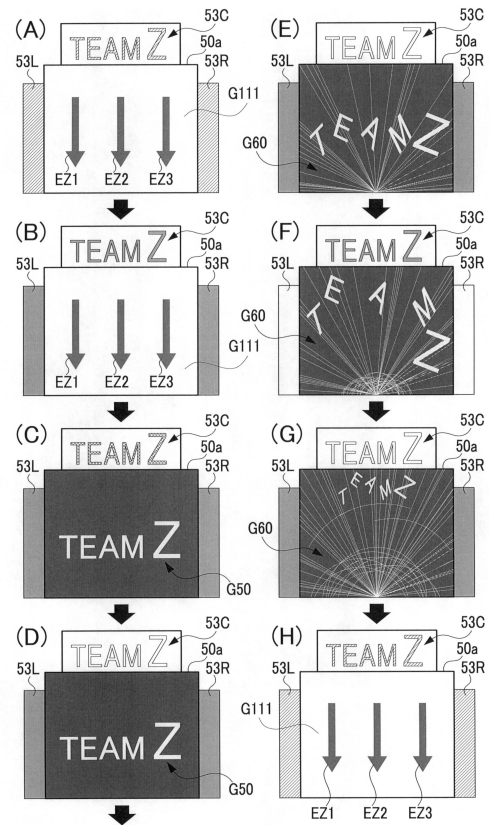 (A)
TEAM Z
53C
53L
50a
53R
G111
EZ1 EZ2 EZ3
(B)
TEAM Z
53C
53L
50a
53R
EZ1 EZ2 EZ3
G111
(C)
TEAM Z
53C
53L
50a
53R
TEAM Z
G50
(D)
TEAM Z
53C
53L
50a
53R
TEAM Z
G50
(E)
TEAM Z
53C
53L
50a
53R
TEAMZ
G60
(F)
TEAM Z
53C
53L
50a
53R
TEAMZ
G60
(G)
TEAM Z
53C
53L
50a
53R
TEAMZ
G60
(H)
TEAM Z
53C
53L
50a
53R
G111
EZ1 EZ2 EZ3